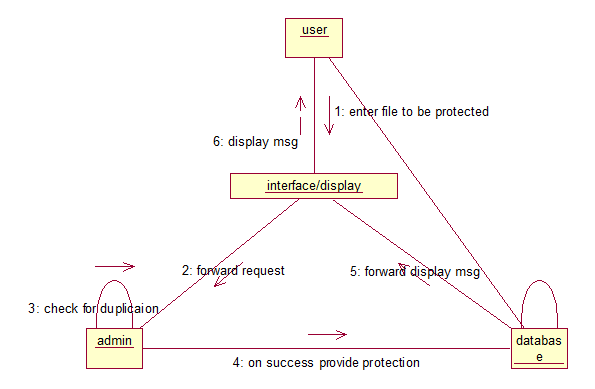 user
1: enter file to be protected
6: display msg
interface/display
2: forward request
5: forward display msg
3: check for duplicaion
admin
databas
e
4: on success provide protection